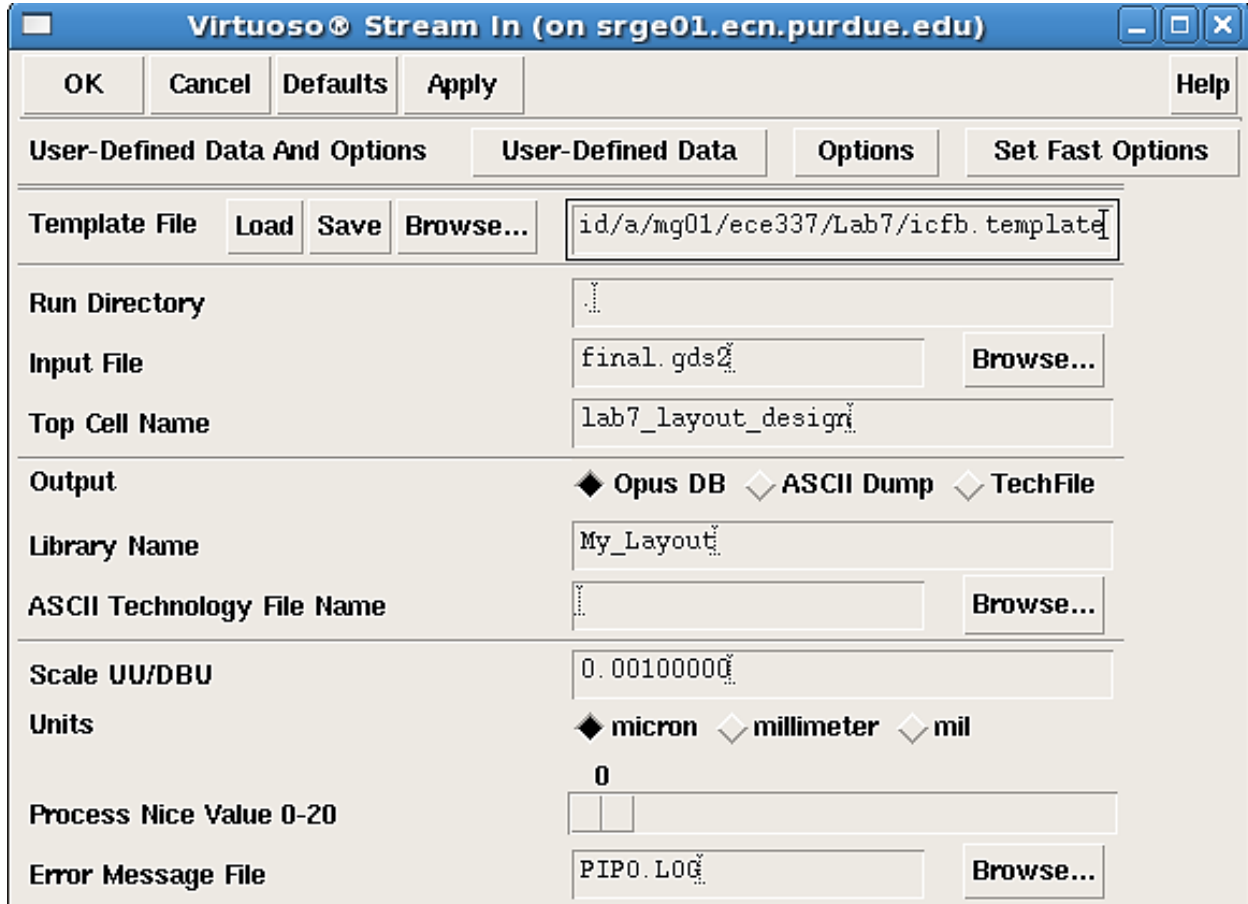 Virtuoso® Stream In (on srge01.ecn.purdue.edu)
OK Cancel Defaults Apply Help
User-Defined Data And Options User-Defined Data Options Set Fast Options
Template File Load Save Browse... id/a/mg01/ece337/Lab7/icfb.template
Run Directory .
Input File final.gds2 Browse...
Top Cell Name lab7_layout_design
Output Opus DB ASCII Dump TechFile
Library Name My_Layout
ASCII Technology File Name Browse...
Scale UU/DBU 0.00100000
Units micron millimeter mil
0
Process Nice Value 0-20
Error Message File PIPO.LOG Browse...